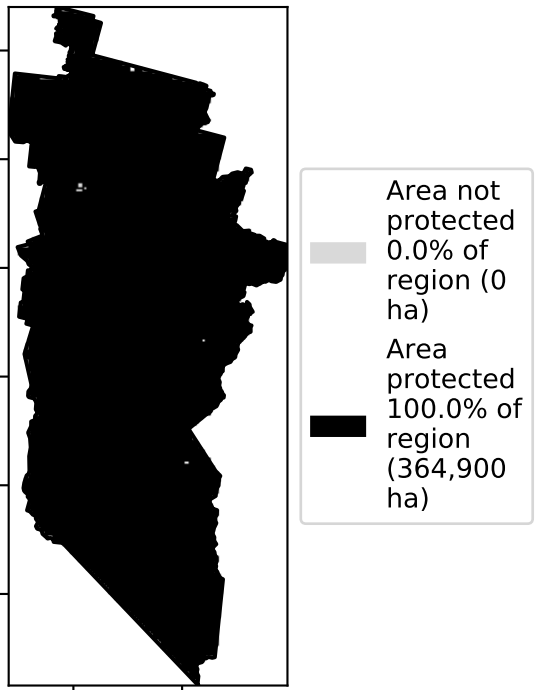 Area not
protected
0.0% of
region (0
ha)
Area
protected
100.0% of
region
(364,900
ha)